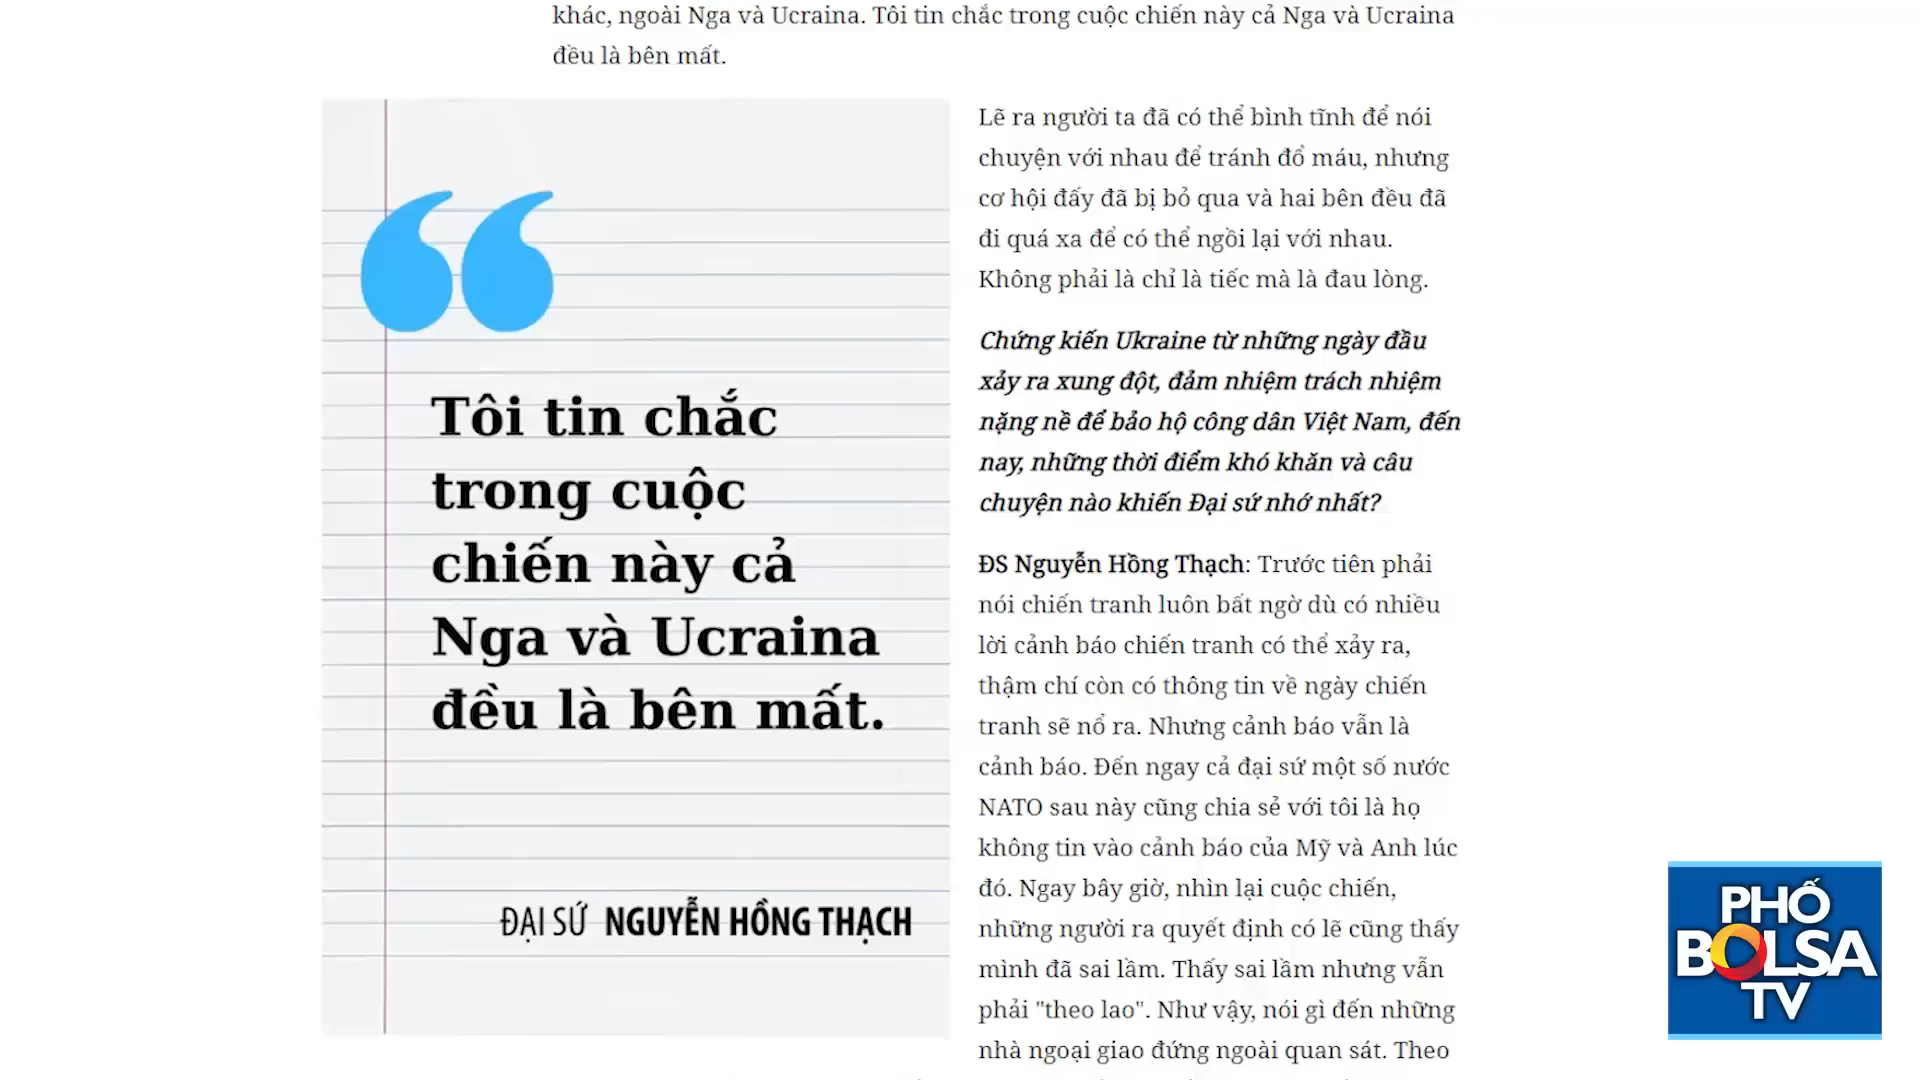 khác, ngoài Nga và Ucraina. Tôi tin chắc trong cuộc chiến này cả Nga và Ucraina
đều là bên mất.
Tôi tin chắc
trong cuộc
chiến này cả
Nga và Ucraina
đều là bên mất.
ĐẠI SỨ NGUYỄN HỒNG THẠCH
Lẽ ra người ta đã có thể bình tĩnh để nói
chuyện với nhau để tránh đổ máu, nhưng
cơ hội đấy đã bị bỏ qua và hai bên đều đã
đi quá xa để có thể ngồi lại với nhau.
Không phải là chỉ là tiếc mà là đau lòng.
Chứng kiến Ukraine từ những ngày đầu
xảy ra xung đột, đảm nhiệm trách nhiệm
nặng nề để bảo hộ công dân Việt Nam, đến
nay, những thời điểm khó khăn và câu
chuyện nào khiến Đại sứ nhớ nhất?
ĐS Nguyễn Hồng Thạch: Trước tiên phải
nói chiến tranh luôn bất ngờ dù có nhiều
lời cảnh báo chiến tranh có thể xảy ra,
thậm chí còn có thông tin về ngày chiến
tranh sẽ nổ ra. Nhưng cảnh báo vẫn là
cảnh báo. Đến ngay cả đại sứ một số nước
NATO sau này cũng chia sẻ với tôi là họ
không tin vào cảnh báo của Mỹ và Anh lúc
đó. Ngay bây giờ, nhìn lại cuộc chiến,
những người ra quyết định có lẽ cũng thấy
mình đã sai lầm. Thấy sai lầm nhưng vẫn
phải "theo lao". Như vậy, nói gì đến những
nhà ngoại giao đứng ngoài quan sát. Theo
PHỐ
BOLSA
TV